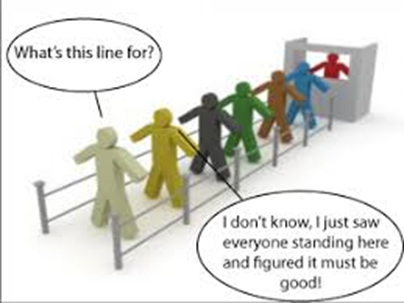 What's this line for?
I don't know, I just saw
everyone standing here
and figured it must be
good!